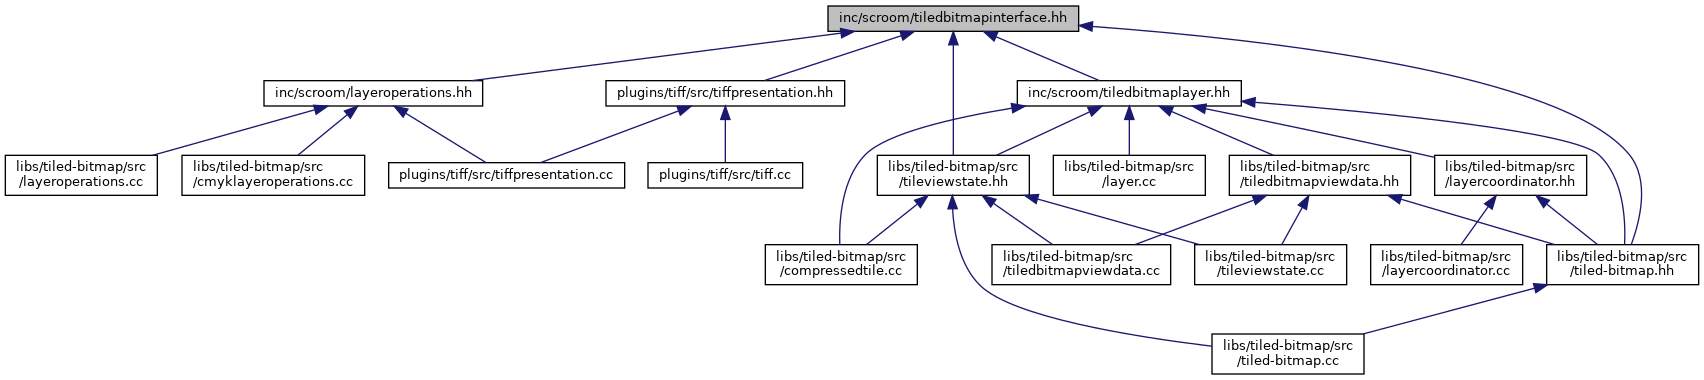 inc/scroom/tiledbitmapinterface.hh
inc/scroom/layeroperations.hh
plugins/tiff/src/tiffpresentation.hh
inc/scroom/tiledbitmaplayer.hh
libs/tiled-bitmap/src
/layeroperations.cc
libs/tiled-bitmap/src
/cmyklayeroperations.cc
plugins/tiff/src/tiffpresentation.cc
plugins/tiff/src/tiff.cc
libs/tiled-bitmap/src
/tileviewstate.hh
libs/tiled-bitmap/src
/layer.cc
libs/tiled-bitmap/src
/tiledbitmapviewdata.hh
libs/tiled-bitmap/src
/layercoordinator.hh
libs/tiled-bitmap/src
/compressedtile.cc
libs/tiled-bitmap/src
/tiledbitmapviewdata.cc
libs/tiled-bitmap/src
/tileviewstate.cc
libs/tiled-bitmap/src
/layercoordinator.cc
libs/tiled-bitmap/src
/tiled-bitmap.hh
libs/tiled-bitmap/src
/tiled-bitmap.cc